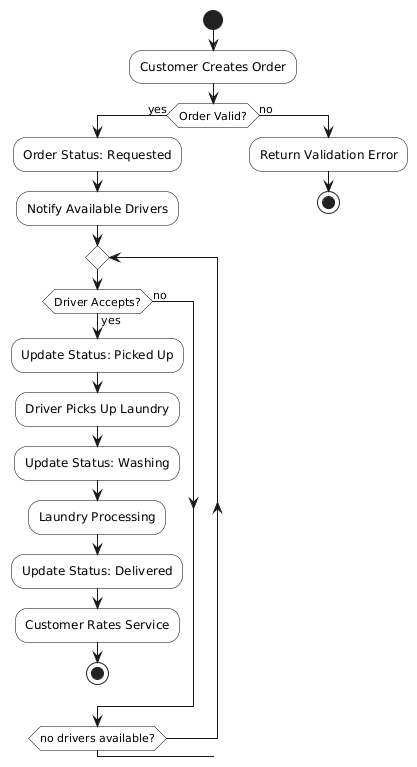 Customer Creates Order
Order Valid?
yes
no
Order Status: Requested
Return Validation Error
Notify Available Drivers
Driver Accepts?
no
yes
Update Status: Picked Up
Driver Picks Up Laundry
Update Status: Washing
Laundry Processing
Update Status: Delivered
Customer Rates Service
no drivers available?